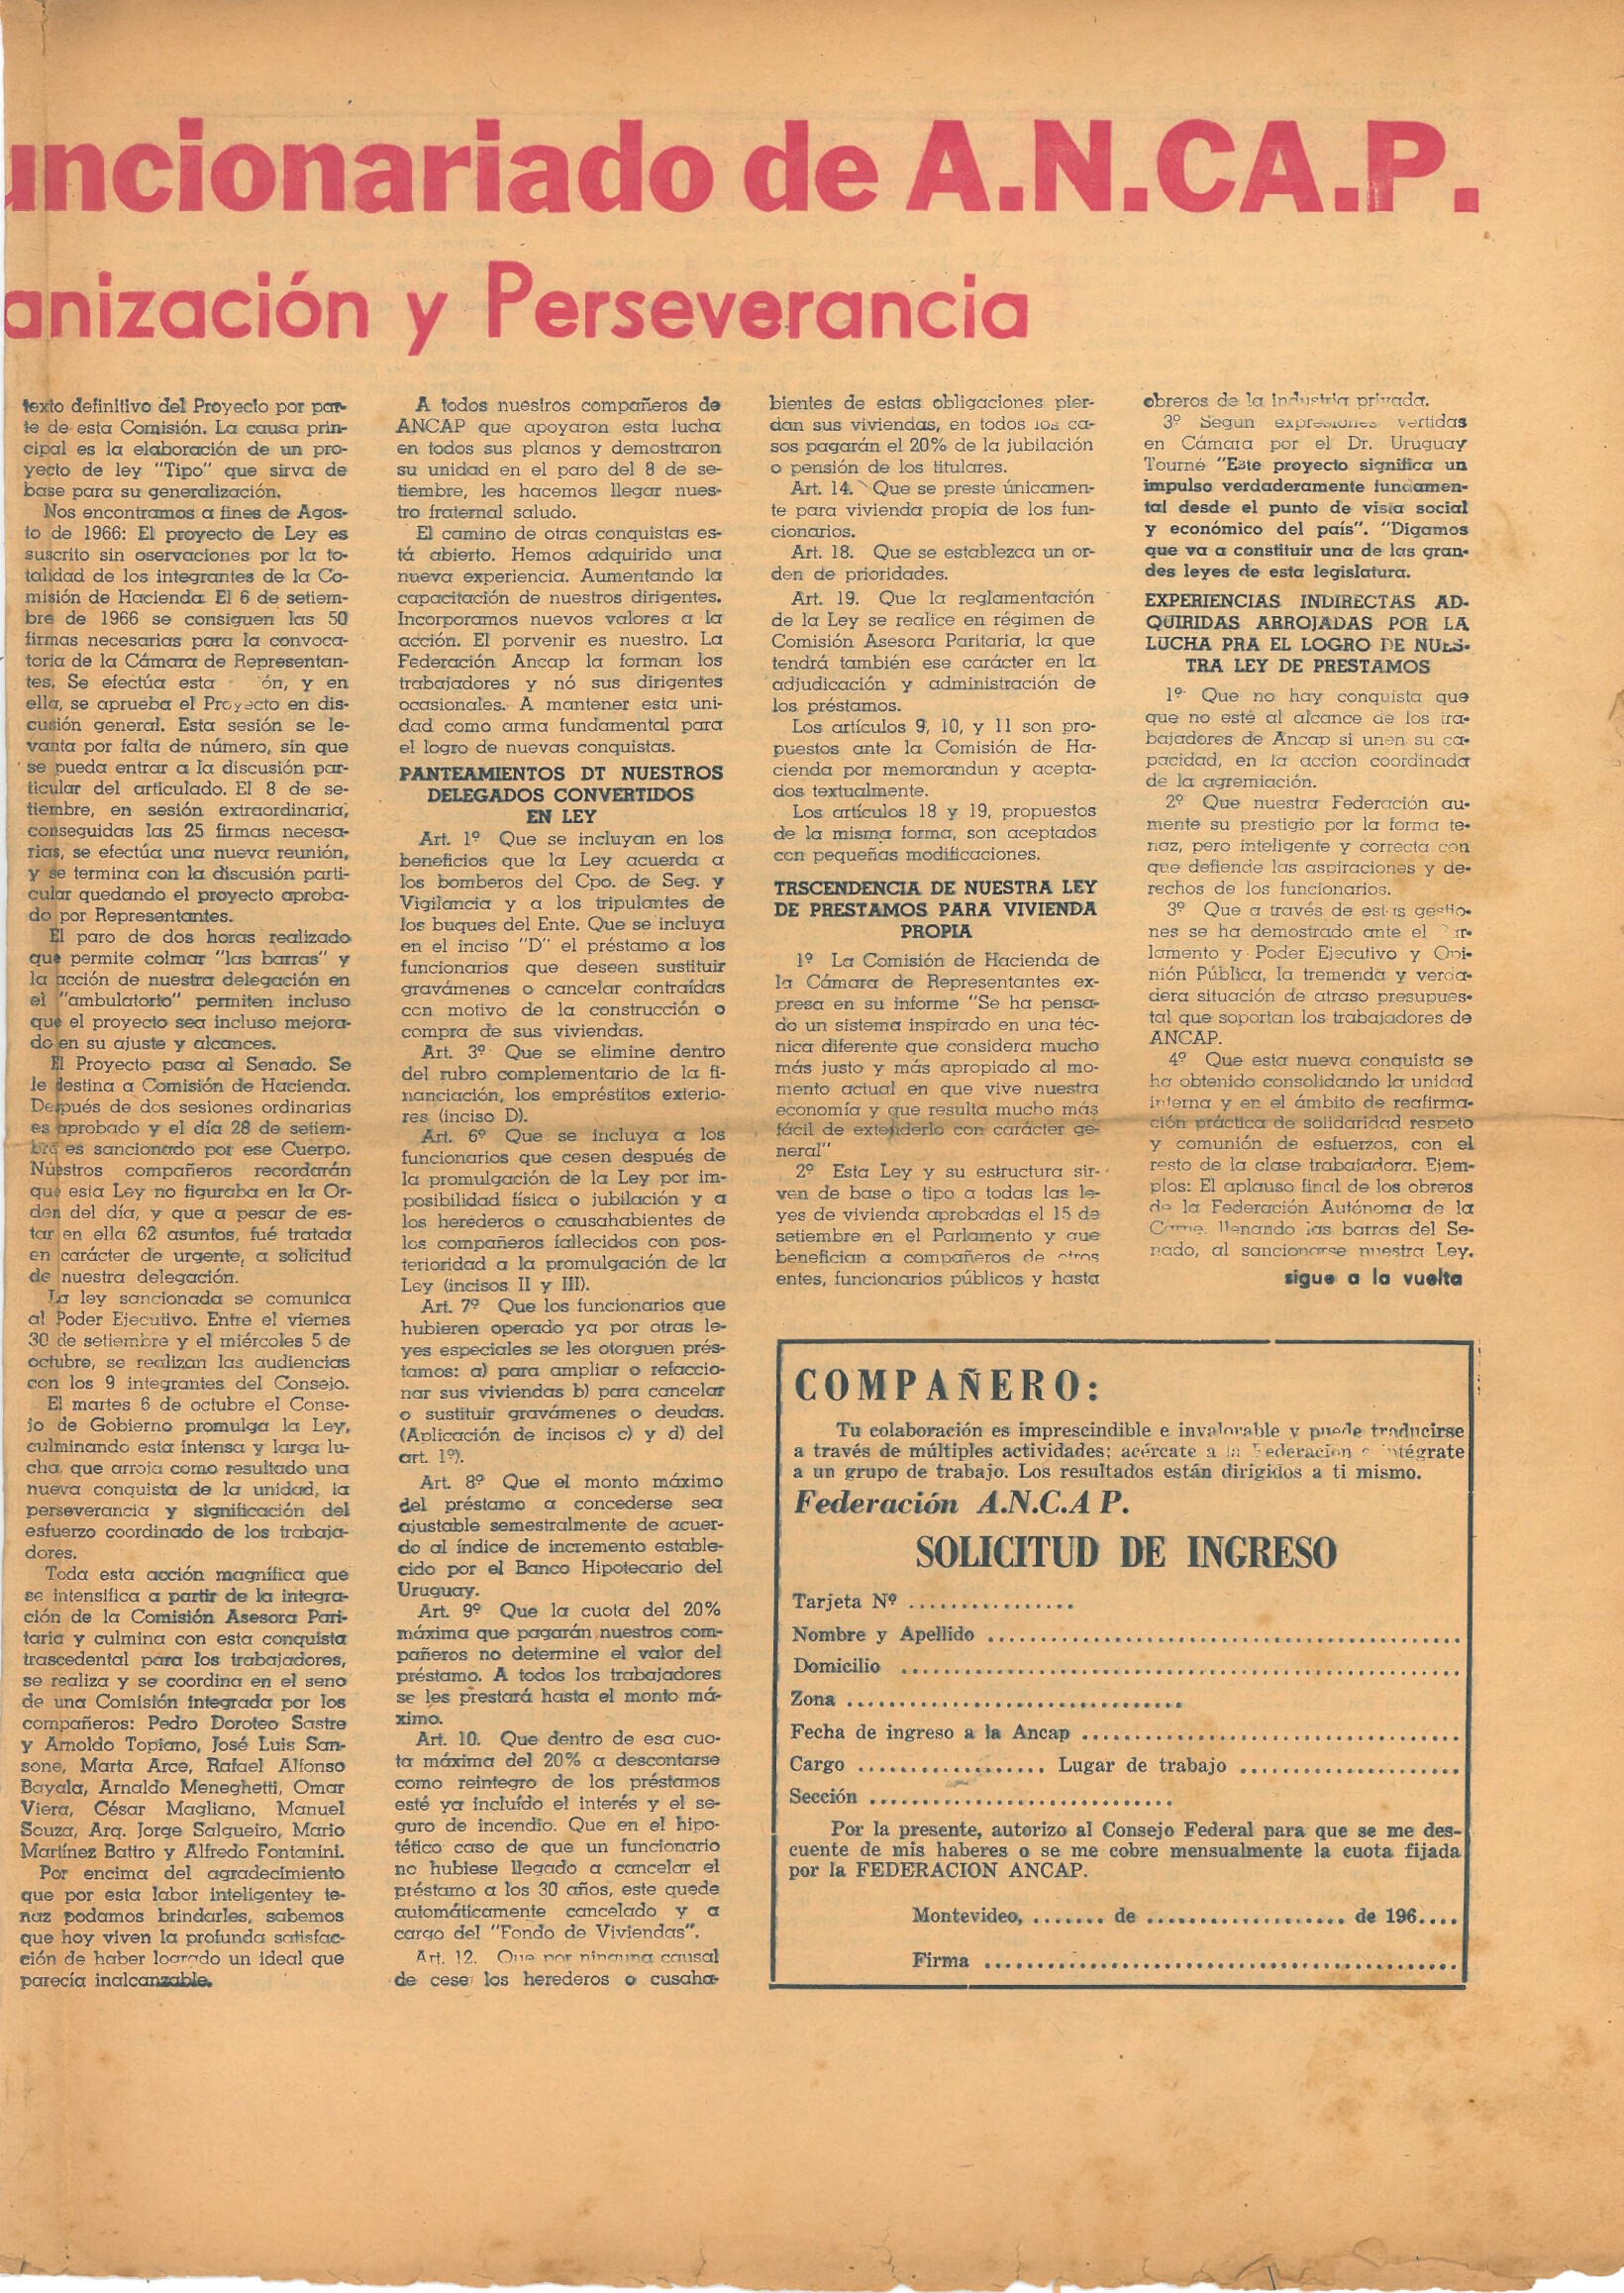 uncionariado de A.N.CA.P.
anización y Perseverancia
texto definitivo del Proyecto por par-
te de esta Comisión. La causa prin-
cipal es la elaboración de un pro-
yecto de ley "Tipo" que sirva de
base para su generalización.
Nos encontramos a fines de Agos-
to de 1966: El proyecto de Ley es
suscrito sin oservaciones por la to-
talidad de los integrantes de la Co-
misión de Hacienda. El 6 de setiem-
bre de 1966 se consiguen las 50
firmas necesarias para la convoca-
toria de la Cámara de Representan-
tes. Se efectúa esta ón, y en
ella, se aprueba el Proyecto en dis-
cusión general. Esta sesión se le-
vanta por falta de número, sin que
se pueda entrar a la discusión par-
ticular del articulado. El 8 de se-
tiembre, en sesión extraordinaria,
conseguidas las 25 firmas necesa-
rias, se efectúa una nueva reunión,
y se termina con la discusión parti-
cular quedando el proyecto aproba-
do por Representantes.
El paro de dos horas realizado
que permite colmar "las barras" y
la acción de nuestra delegación en
el "ambulatorio" permiten incluso
que el proyecto sea incluso mejora-
do en su ajuste y alcances.
El Proyecto pasa al Senado. Se
le destina a Comisión de Hacienda.
Después de dos sesiones ordinarias
es aprobado y el día 28 de setiem-
bre es sancionado por ese Cuerpo.
Nuestros compañeros recordarán
que esta Ley no figuraba en la Or-
den del día, y que a pesar de es-
tar en ella 62 asuntos, fué tratada
en carácter de urgente, a solicitud
de nuestra delegación.
La ley sancionada se comunica
al Poder Ejecutivo. Entre el viernes
30 de setiembre y el miércoles 5 de
octubre, se realizan las audiencias
con los 9 integrantes del Consejo.
El martes 6 de octubre el Conse-
jo de Gobierno promulga la Ley,
culminando esta intensa y larga lu-
cha, que arroja como resultado una
nueva conquista de la unidad, la
perseverancia y significación del
esfuerzo coordinado de los trabaja-
dores.
Toda esta acción magnífica que
se intensifica a partir de la integra-
ción de la Comisión Asesora Pari-
taria y culmina con esta conquista
trascedental para los trabajadores,
se realiza y se coordina en el seno
de una Comisión integrada por los
compañeros: Pedro Doroteo Sastre
y Arnoldo Topiano, José Luis San-
sone, Marta Arce, Rafael Alfonso
Bayala, Arnaldo Meneghetti, Omar
Viera, César Magliano, Manuel
Souza, Arq. Jorge Salgueiro, Mario
Martínez Battro y Alfredo Fontanini.
Por encima del agradecimiento
que por esta labor inteligentey te-
naz podamos brindarles, sabemos
que hoy viven la profunda satisfac-
ción de haber logrado un ideal que
parecía inalcanzable.
A todos nuestros compañeros de
ANCAP que apoyaron esta lucha
en todos sus planos y demostraron
su unidad en el paro del 8 de se-
tiembre, les hacemos llegar nues-
tro fraternal saludo.
El camino de otras conquistas es-
tá abierto. Hemos adquirido una
nueva experiencia. Aumentando la
capacitación de nuestros dirigentes.
Incorporamos nuevos valores a la
acción. El porvenir es nuestro. La
Federación Ancap la forman los
trabajadores y nó sus dirigentes
ocasionales. A mantener esta uni-
dad como arma fundamental para
el logro de nuevas conquistas.
PANTEAMIENTOS DT NUESTROS
DELEGADOS CONVERTIDOS
EN LEY
Art. 1º Que se incluyan en los
beneficios que la Ley acuerda a
los bomberos del Cpo. de Seg. y
Vigilancia y a los tripulantes de
los buques del Ente. Que se incluya
en el inciso "D" el préstamo a los
funcionarios que deseen sustituir
gravámenes o cancelar contraídas
con motivo de la construcción o
compra de sus viviendas.
Art. 3º Que se elimine dentro
del rubro complementario de la fi-
nanciación, los empréstitos exterio-
res (inciso D).
Art. 6º Que se incluya a los
funcionarios que cesen después de
la promulgación de la Ley por im-
posibilidad física o jubilación y a
los herederos o causahabientes de
los compañeros fallecidos con pos-
terioridad a la promulgación de la
Ley (incisos II y III).
Art. 7º Que los funcionarios que
hubieren operado ya por otras le-
yes especiales se les otorguen prés-
tamos: a) para ampliar o refaccio-
nar sus viviendas b) para cancelar
o sustituir gravámenes o deudas.
(Aplicación de incisos c) y d) del
art. 1º).
Art. 8º Que el monto máximo
del préstamo a concederse sea
ajustable semestralmente de acuer-
do al índice de incremento estable-
cido por el Banco Hipotecario del
Uruguay.
Art. 9º Que la cuota del 20%
máxima que pagarán nuestros com-
pañeros no determine el valor del
préstamo. A todos los trabajadores
se les prestará hasta el monto má-
ximo.
Art. 10. Que dentro de esa cuo-
ta máxima del 20% a descontarse
como reintegro de los préstamos
esté ya incluído el interés y el se-
guro de incendio. Que en el hipo-
tético caso de que un funcionario
no hubiese llegado a cancelar el
préstamo a los 30 años, este quede
automáticamente cancelado y a
cargo del "Fondo de Viviendas".
Art. 12. Que por ninguna causal
de cese los herederos o cusaha-
bientes de estas obligaciones pier-
dan sus viviendas, en todos los ca-
sos pagarán el 20% de la jubilación
o pensión de los titulares.
Art. 14. Que se preste únicamen-
te para vivienda propia de los fun-
cionarios.
Art. 18. Que se establezca un or-
den de prioridades.
Art. 19. Que la reglamentación
de la Ley se realice en régimen de
Comisión Asesora Paritaria, la que
tendrá también ese carácter en la
adjudicación y administración de
los préstamos.
Los artículos 9, 10, y 11 son pro-
puestos ante la Comisión de Ha-
cienda por memorandun y acepta-
dos textualmente.
Los artículos 18 y 19, propuestos
de la misma forma, son aceptados
con pequeñas modificaciones.
TRSCENDENCIA DE NUESTRA LEY
DE PRESTAMOS PARA VIVIENDA
PROPIA
1º La Comisión de Hacienda de
la Cámara de Representantes ex-
presa en su informe "Se ha pensa-
do un sistema inspirado en una téc-
nica diferente que considera mucho
más justo y más apropiado al mo-
mento actual en que vive nuestra
economía y que resulta mucho más
fácil de extenderlo con carácter ge-
neral"
2º Esta Ley y su estructura sir-
ven de base o tipo a todas las le-
yes de vivienda aprobadas el 15 de
setiembre en el Parlamento y que
benefician a compañeros de otros
entes, funcionarios públicos y hasta
obreros de la Industria privada.
3º Segun expresiones vertidas
en Cámara por el Dr. Uruguay
Tourné "Este proyecto significa un
impulso verdaderamente fundamen-
tal desde el punto de vista social
y económico del país". "Digamos
que va a constituir una de las gran-
des leyes de esta legislatura.
EXPERIENCIAS INDIRECTAS AD-
QUIRIDAS ARROJADAS POR LA
LUCHA PRA EL LOGRO DE NUES-
TRA LEY DE PRESTAMOS
1º Que no hay conquista que
que no esté al alcance de los tra-
bajadores de Ancap si unen su ca-
pacidad, en la acción coordinada
de la agremiación.
2º Que nuestra Federación au-
mente su prestigio por la forma te-
naz, pero inteligente y correcta con
que defiende las aspiraciones y de-
rechos de los funcionarios.
3º Que a través de estas gestio-
nes se ha demostrado ante el Par-
lamento y Poder Ejecutivo y Opi-
nión Pública, la tremenda y verda-
dera situación de atraso presupues-
tal que soportan los trabajadores de
ANCAP.
4º Que esta nueva conquista se
ha obtenido consolidando la unidad
interna y en el ámbito de reafirma-
ción práctica de solidaridad respeto
y comunión de esfuerzos, con el
resto de la clase trabajadora. Ejem-
plos: El aplauso final de los obreros
de la Federación Autónoma de la
Carne, llenando las barras del Se-
nado, al sancionarse nuestra Ley.
sigue a la vuelta
COMPAÑERO:
Tu colaboración es imprescindible e invalorable y puede traducirse
a través de múltiples actividades; acércate a la Federación e intégrate
a un grupo de trabajo. Los resultados están dirigidos a ti mismo.
Federación A.N.C.A P.
SOLICITUD DE INGRESO
Tarjeta Nº ................
Nombre y Apellido .............................................
Domicilio .....................................................
Zona ................................
Fecha de ingreso a la Ancap ....................................
Cargo .................. Lugar de trabajo .....................
Sección .............................
Por la presente, autorizo al Consejo Federal para que se me des-
cuente de mis haberes o se me cobre mensualmente la cuota fijada
por la FEDERACION ANCAP.
Montevideo, ....... de ................... de 196....
Firma .............................................